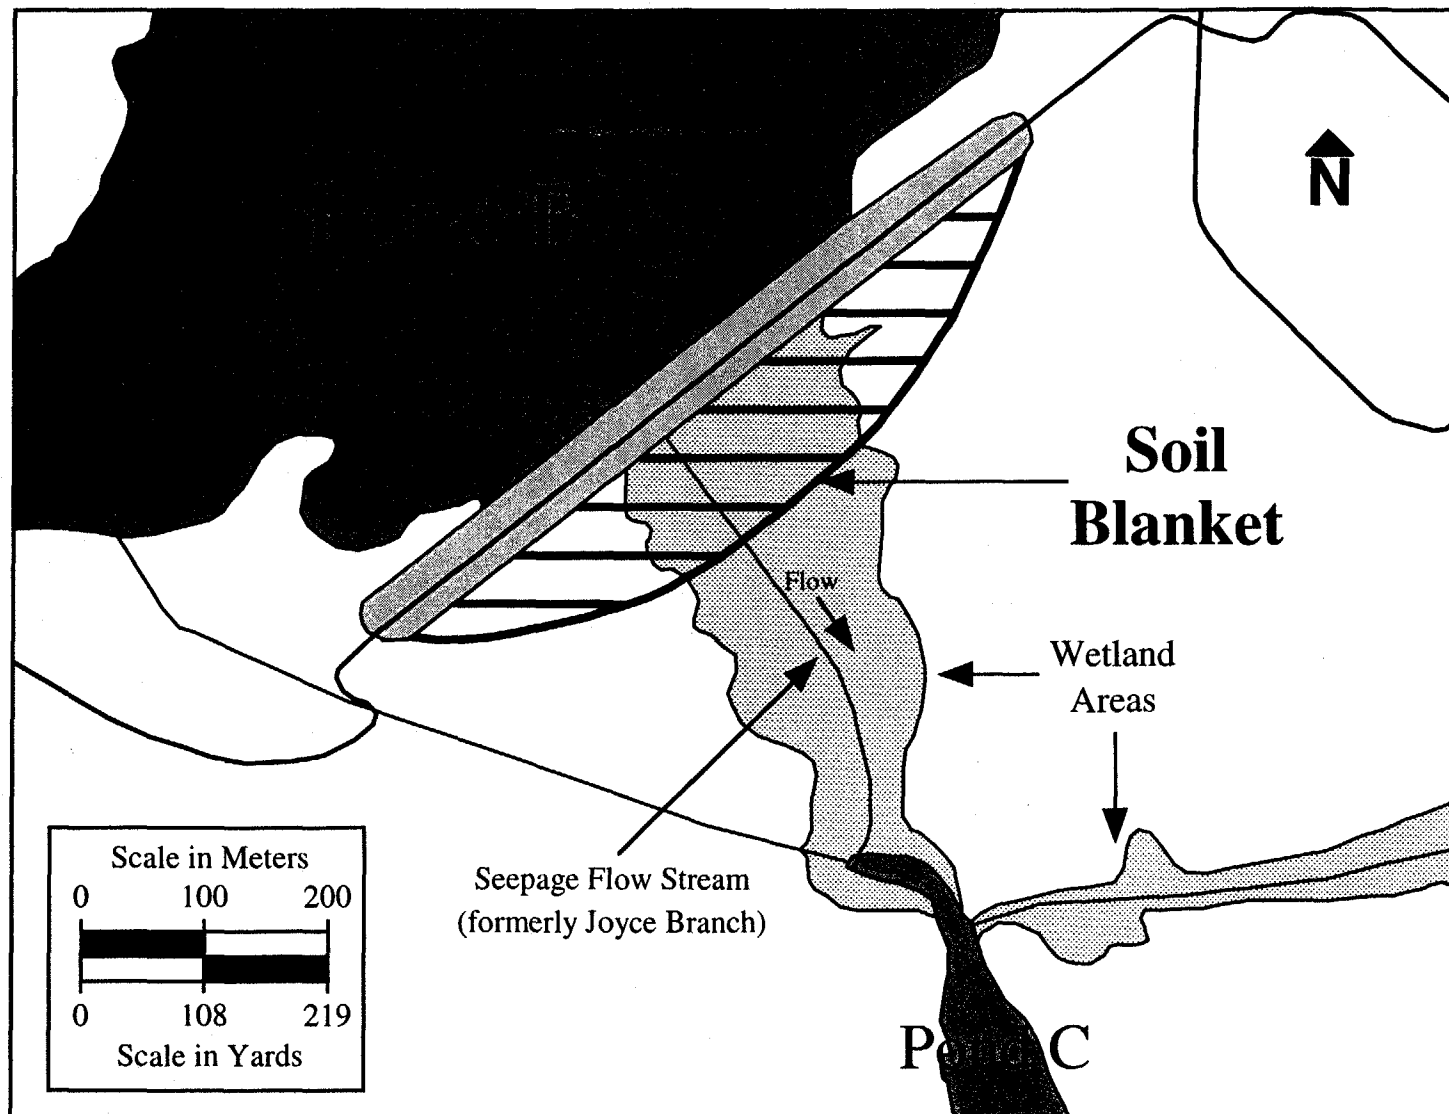 N
Soil
Blanket
Flow
Wetland
Areas
Seepage Flow Stream
(formerly Joyce Branch)
Scale in Meters
0 100 200
0 108 219
Scale in Yards
C